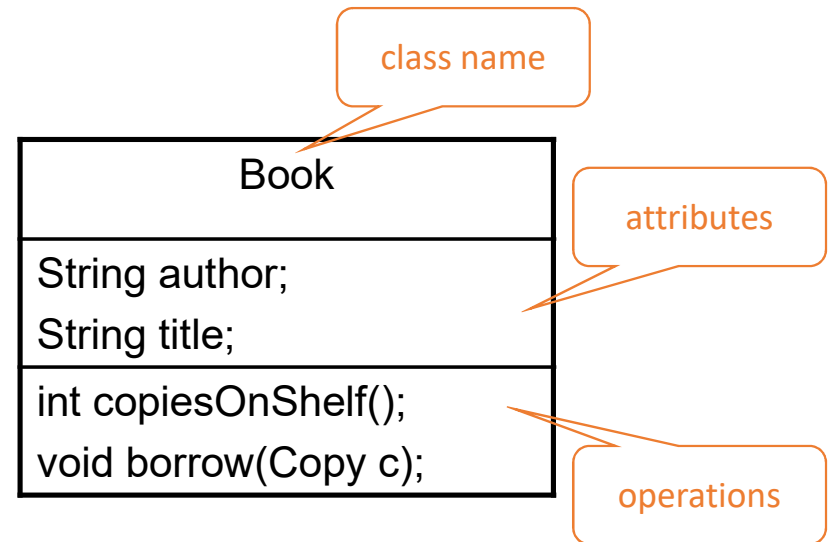 class name
Book
attributes
String author;
String title;
int copiesOnShelf();
void borrow(Copy c);
operations